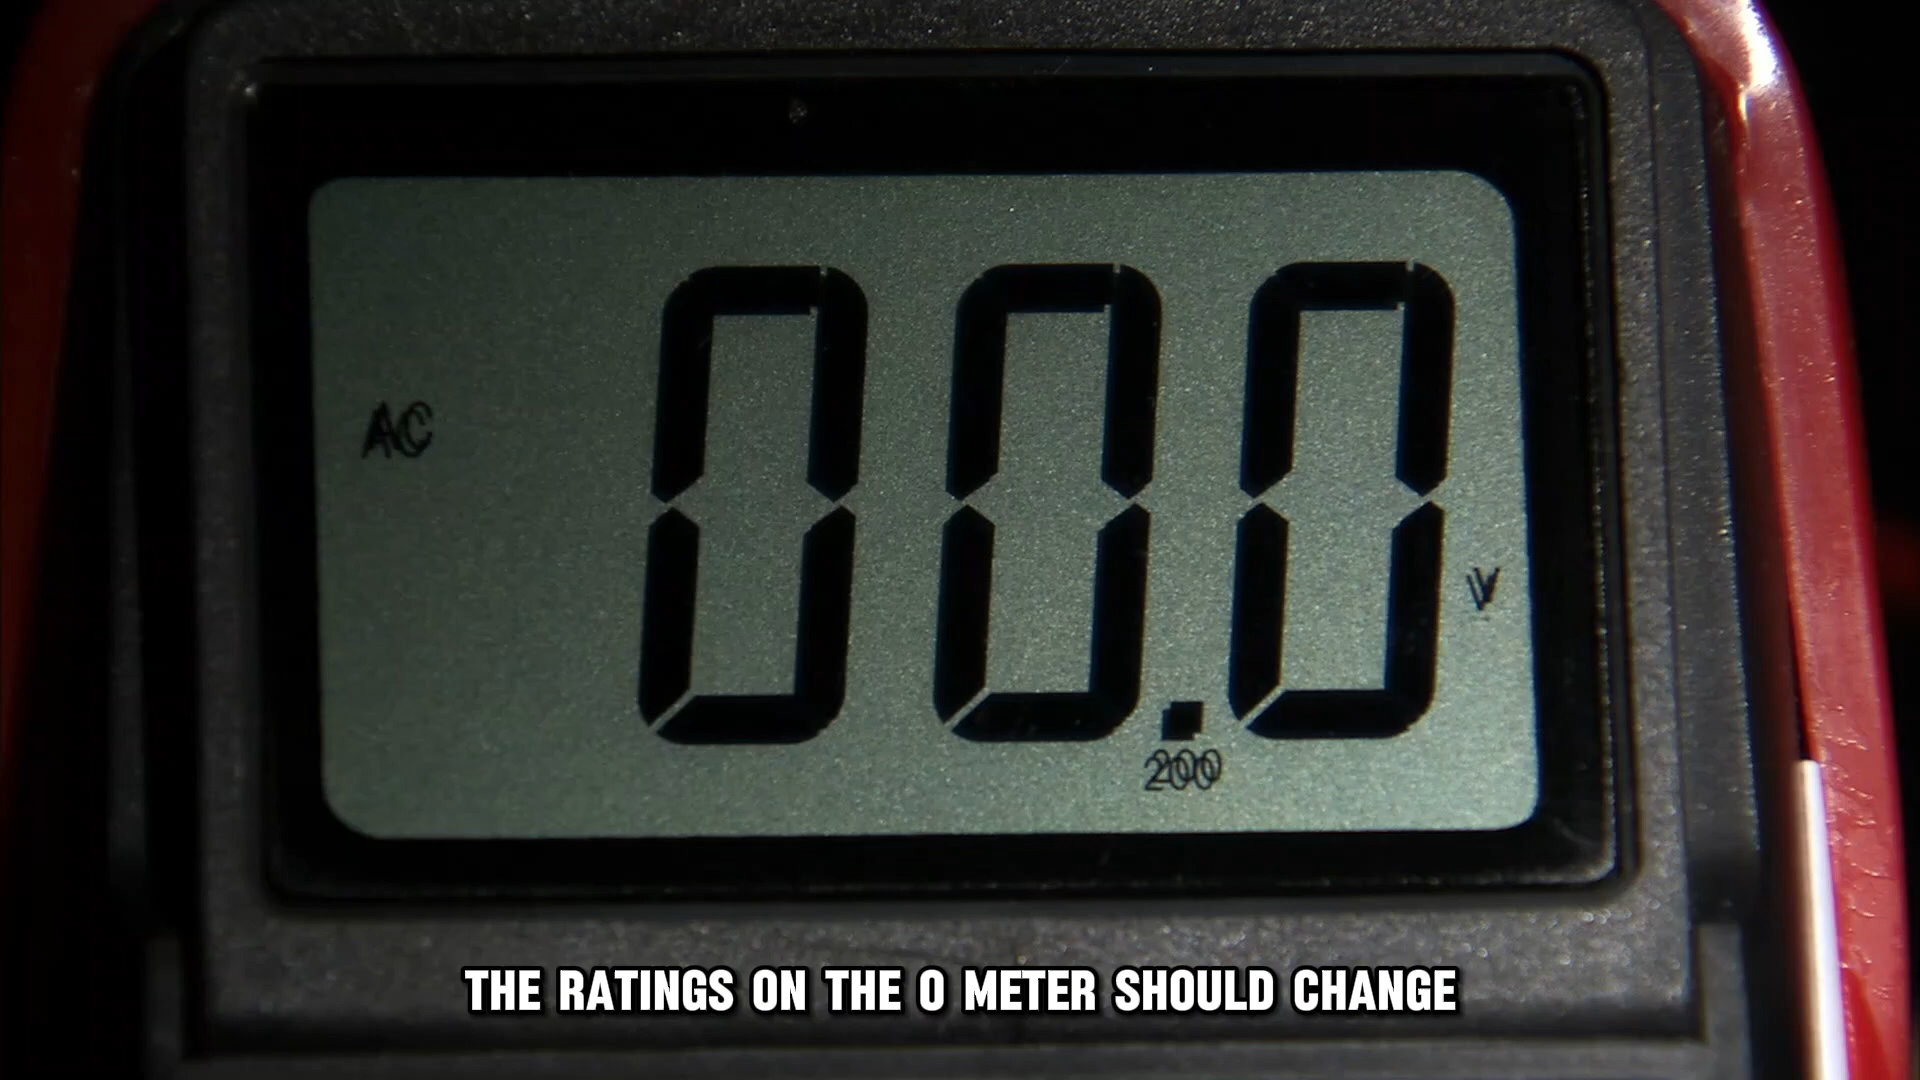 AC
00.0
V
200
THE RATINGS ON THE O METER SHOULD CHANGE